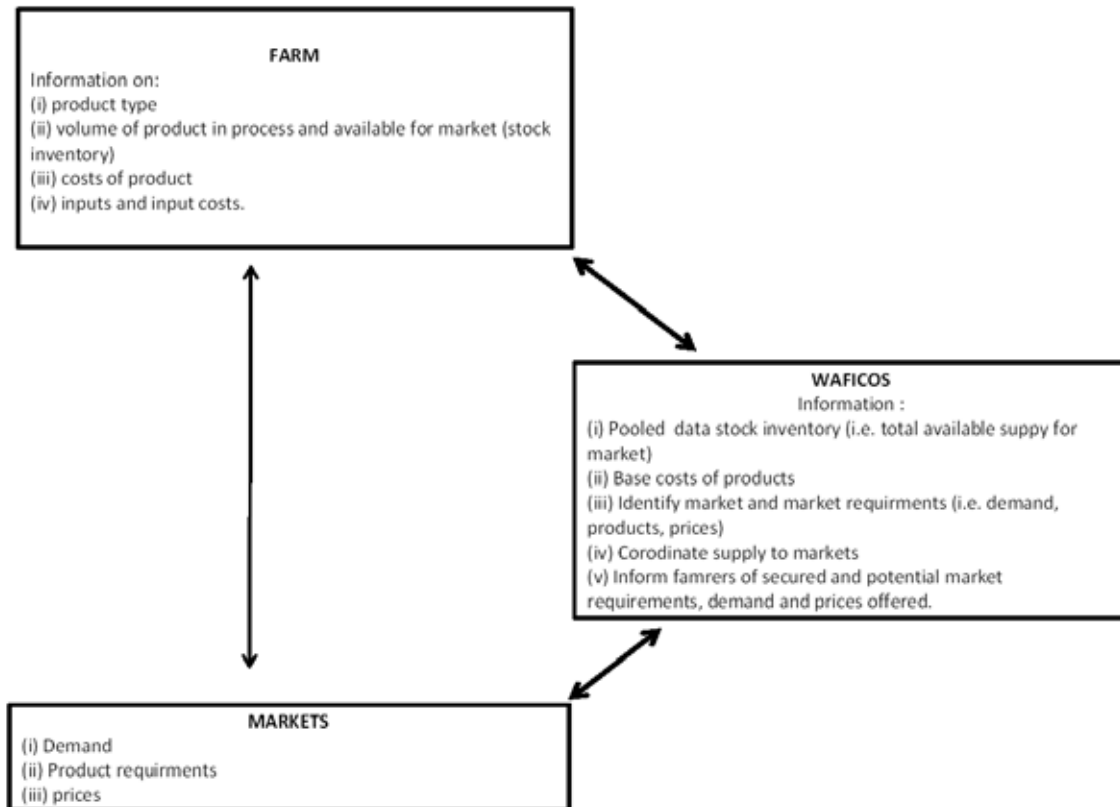 FARM
Information on:
(i) product type
(ii) volume of product in process and available for market (stock
inventory)
(iii) costs of product
(iv) inputs and input costs.
WAFICOS
Information :
(i) Pooled data stock inventory (i.e. total available suppy for
market)
(ii) Base costs of products
(iii) Identify market and market requirments (i.e. demand,
products, prices)
(iv) Corodinate supply to markets
(v) Inform famrers of secured and potential market
requirements, demand and prices offered.
MARKETS
(i) Demand
(ii) Product requirments
(iii) prices